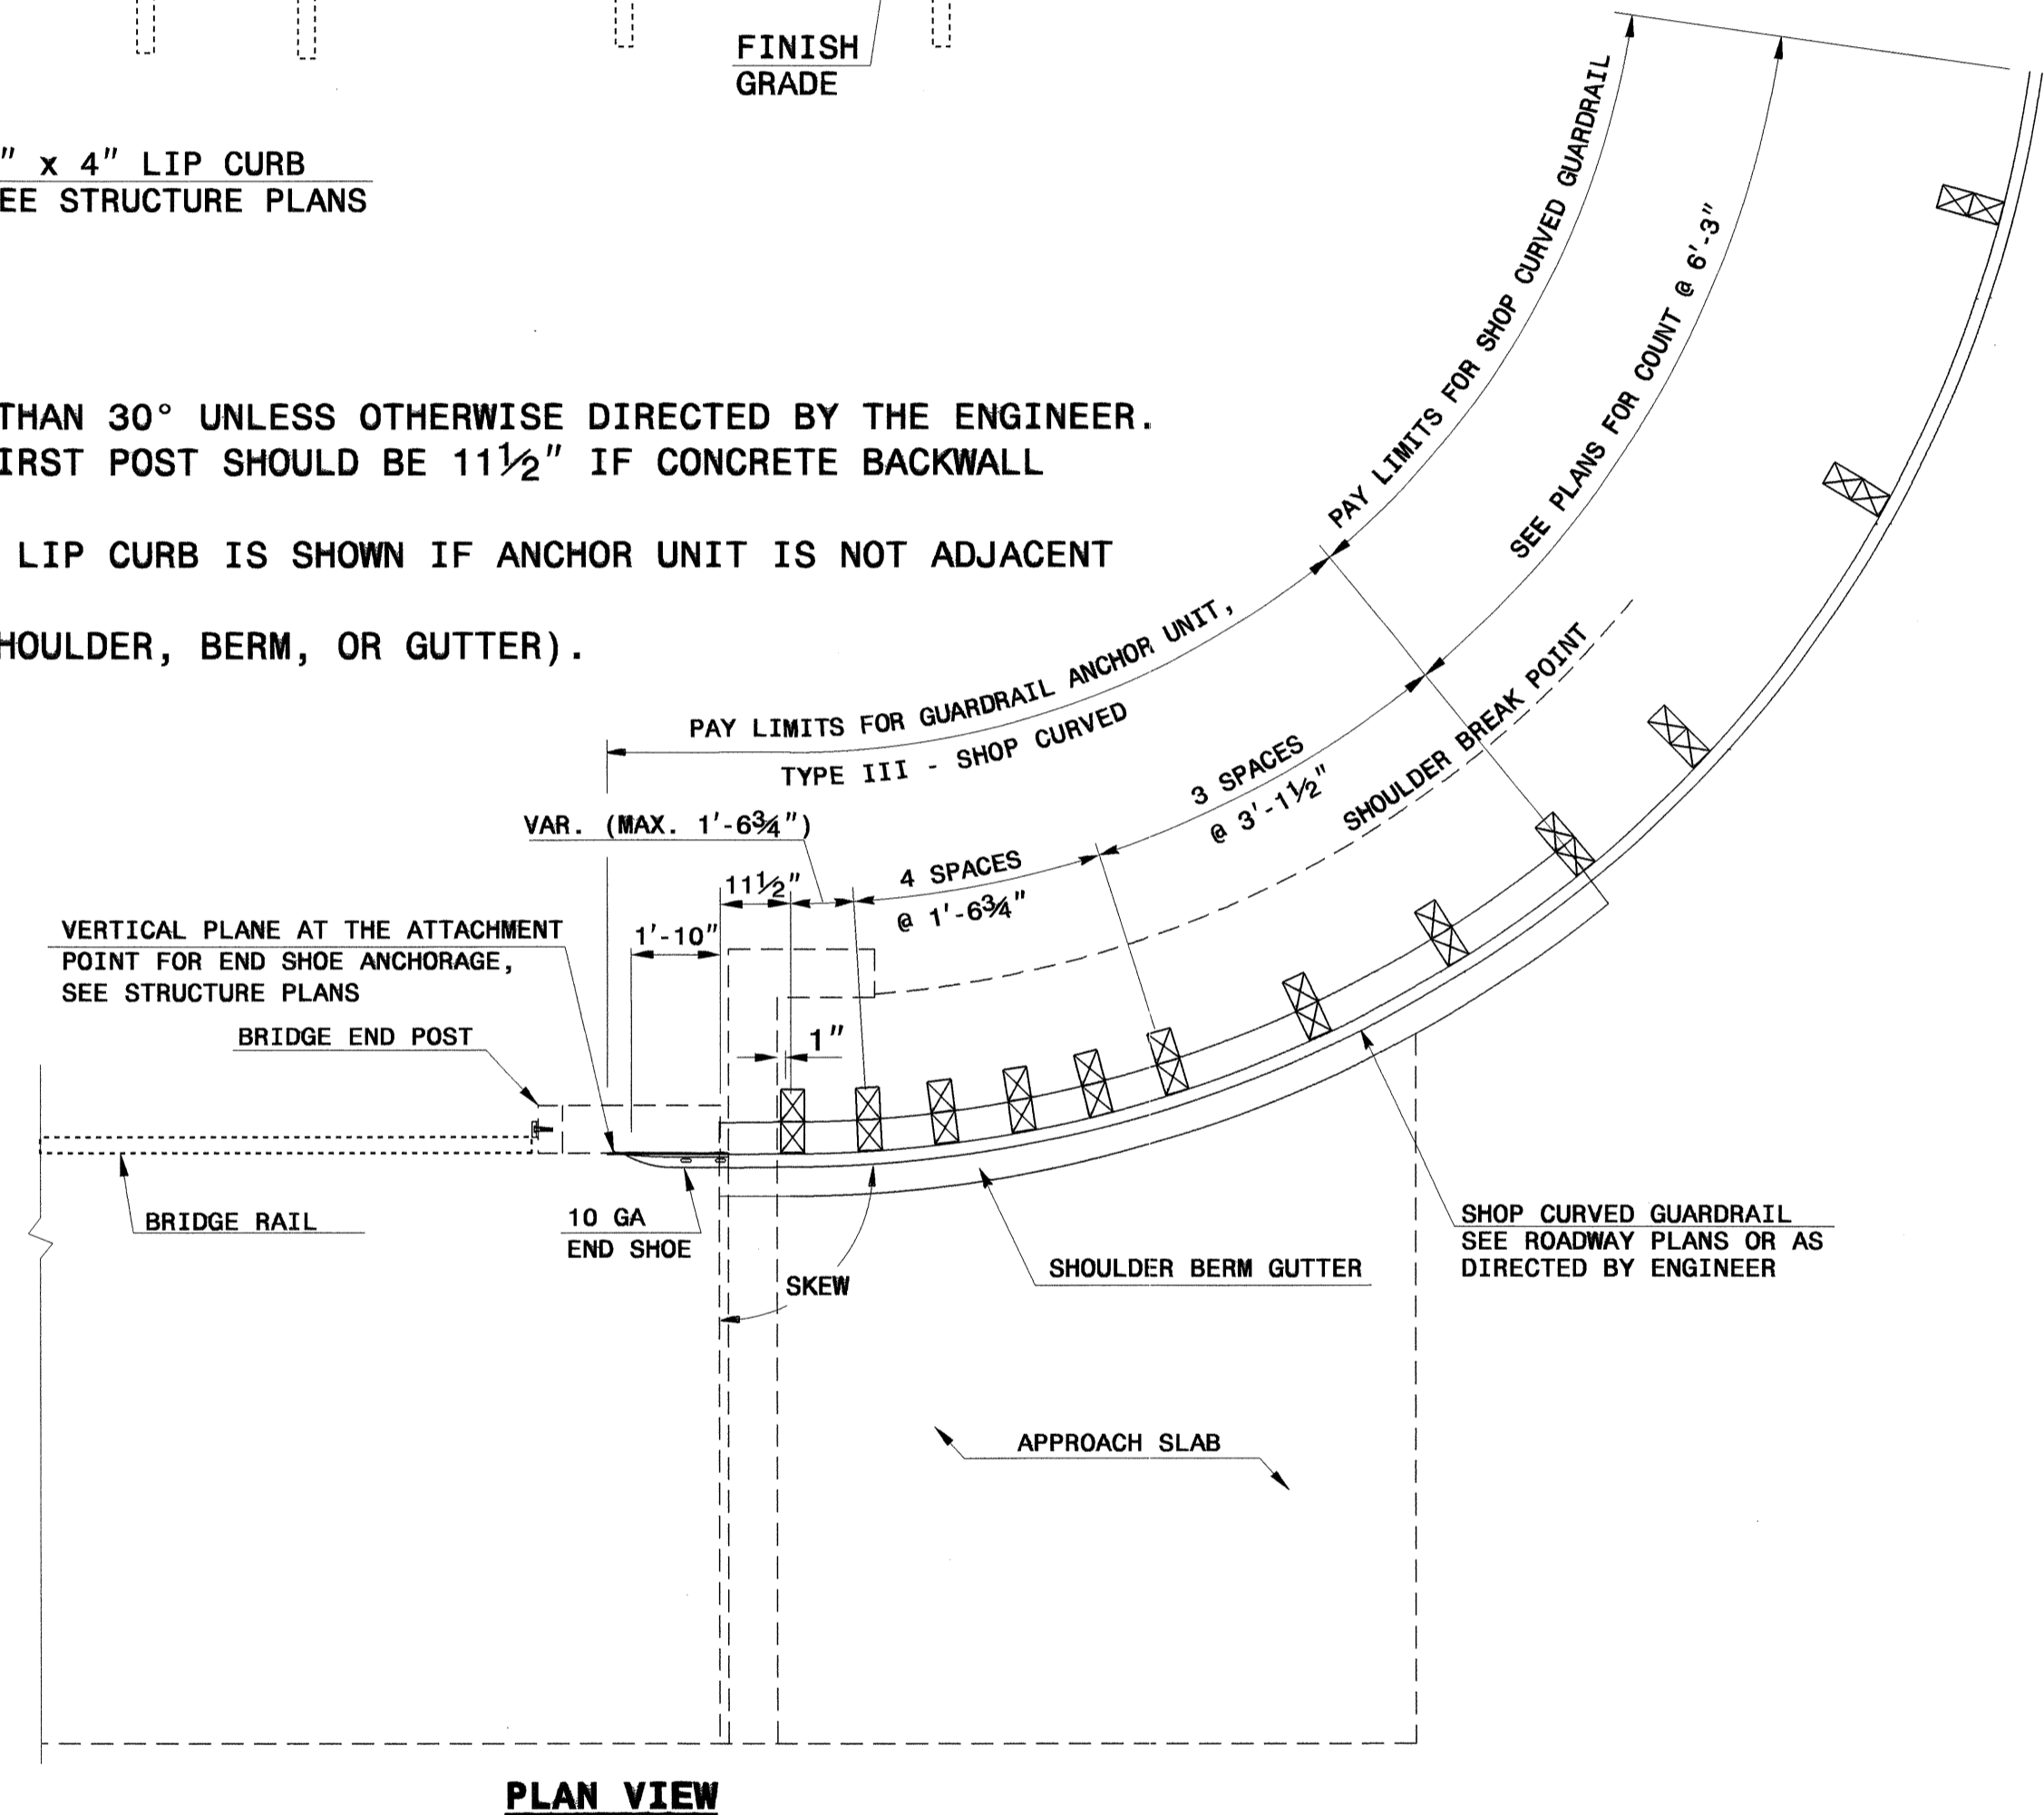 FINISH
GRADE
" x 4" LIP CURB
EE STRUCTURE PLANS
THAN 30° UNLESS OTHERWISE DIRECTED BY THE ENGINEER.
IRST POST SHOULD BE 11½" IF CONCRETE BACKWALL
LIP CURB IS SHOWN IF ANCHOR UNIT IS NOT ADJACENT
HOULDER, BERM, OR GUTTER).
PAY LIMITS FOR SHOP CURVED GUARDRAIL
SEE PLANS FOR COUNT @ 6'-3"
PAY LIMITS FOR GUARDRAIL ANCHOR UNIT,
TYPE III - SHOP CURVED
3 SPACES
@ 3'-1½"
SHOULDER BREAK POINT
VAR. (MAX. 1'-6¾")
4 SPACES
@ 1'-6¾"
11½"
1'-10"
VERTICAL PLANE AT THE ATTACHMENT
POINT FOR END SHOE ANCHORAGE,
SEE STRUCTURE PLANS
BRIDGE END POST
1"
BRIDGE RAIL
10 GA
END SHOE
SKEW
SHOULDER BERM GUTTER
SHOP CURVED GUARDRAIL
SEE ROADWAY PLANS OR AS
DIRECTED BY ENGINEER
APPROACH SLAB
PLAN VIEW